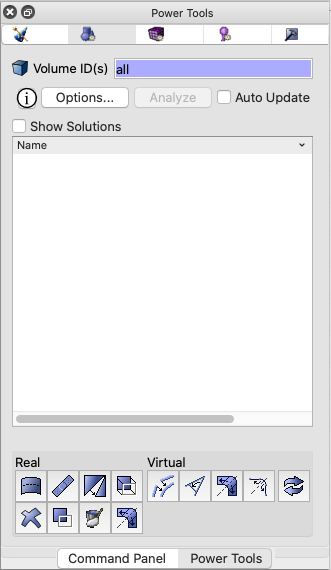 Power Tools
Volume ID(s) all
i Options... Analyze Auto Update
Show Solutions
Name
Real Virtual
Command Panel Power Tools